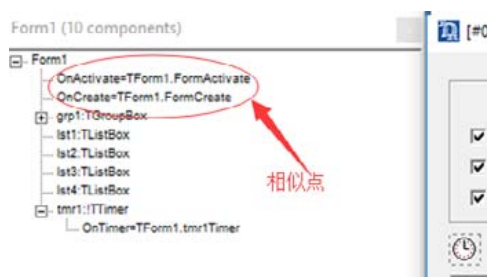 Form1 (10 components)
[#0
Form1
OnActivate=TForm1.FormActivate
OnCreate=TForm1.FormCreate
grp1:TGroupBox
lst1:TListBox
lst2:TListBox
lst3:TListBox
lst4:TListBox
tmr1:!TTimer
OnTimer=TForm1.tmr1Timer
相似点